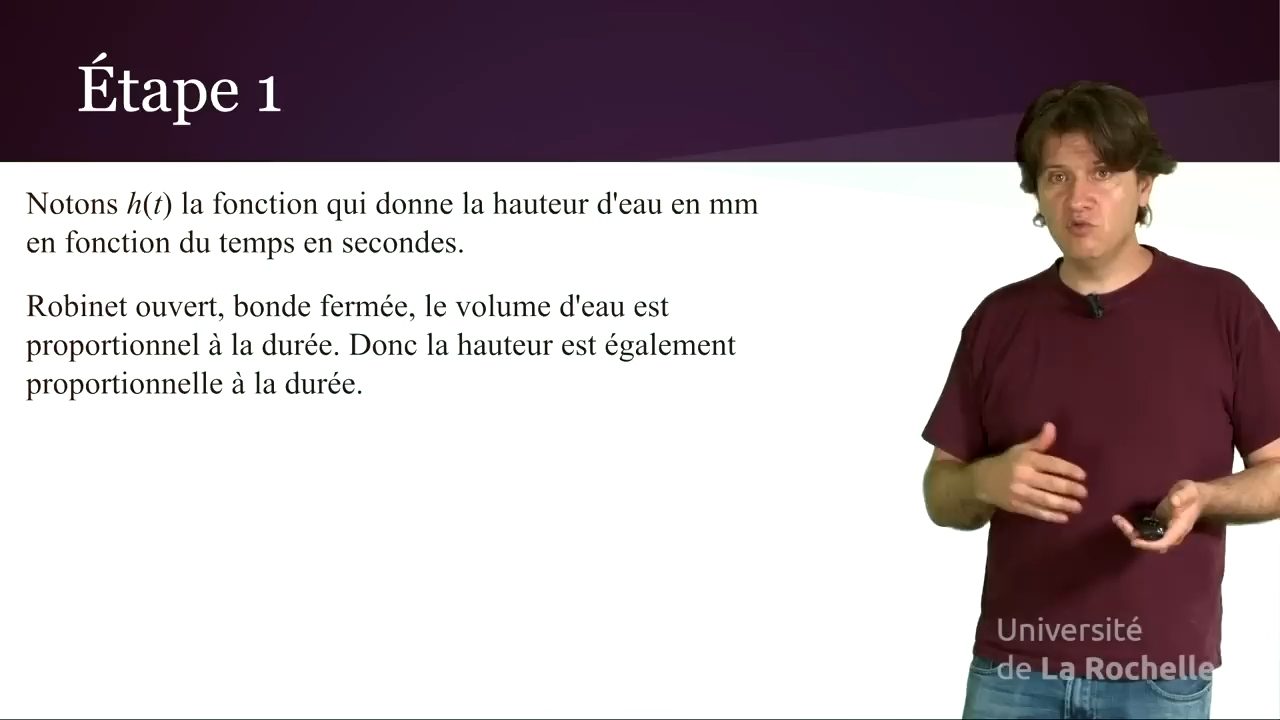 Étape 1
Notons h(t) la fonction qui donne la hauteur d'eau en mm
en fonction du temps en secondes.
Robinet ouvert, bonde fermée, le volume d'eau est
proportionnel à la durée. Donc la hauteur est également
proportionnelle à la durée.
Université
de La Rochelle